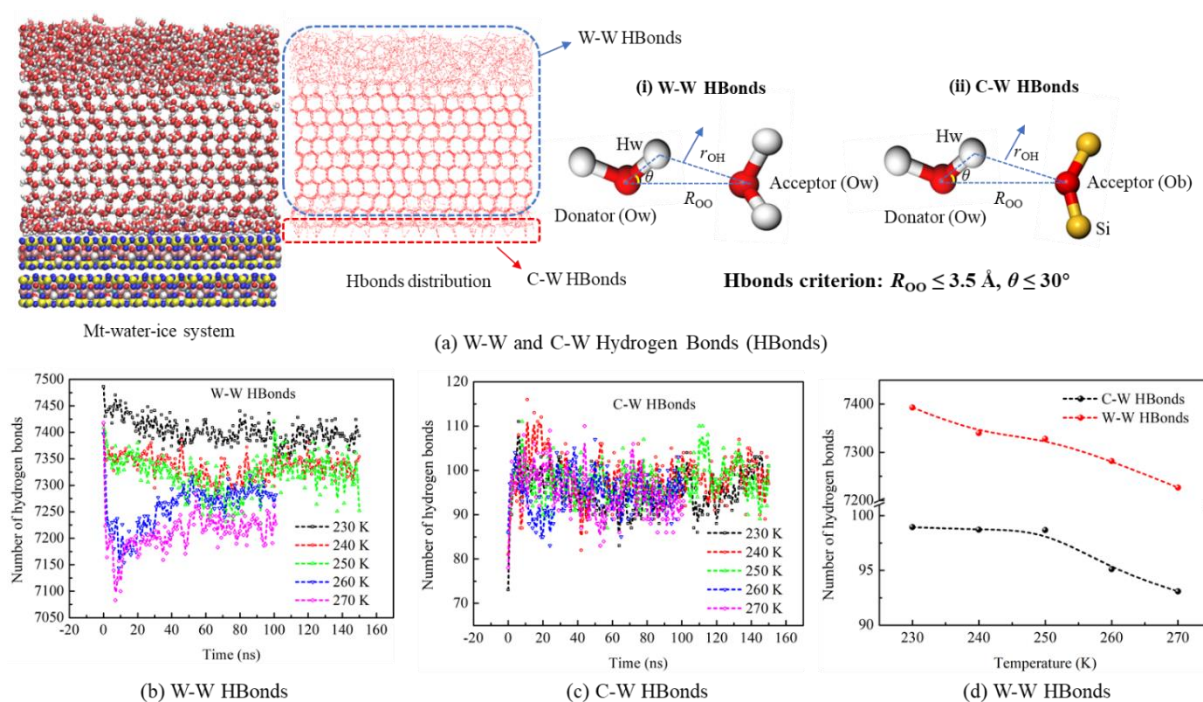 W-W HBonds
(i) W-W HBonds
(ii) C-W HBonds
Hw
rOH
θ
ROO
Donator (Ow)
Acceptor (Ow)
Hw
rOH
θ
ROO
Donator (Ow)
Acceptor (Ob)
Si
Hbonds distribution
C-W HBonds
Hbonds criterion: ROO ≤ 3.5 Å, θ ≤ 30°
Mt-water-ice system
(a) W-W and C-W Hydrogen Bonds (HBonds)
Number of hydrogen bonds
7500
7450
7400
7350
7300
7250
7200
7150
7100
7050
W-W HBonds
230 K
240 K
250 K
260 K
270 K
-20 0 20 40 60 80 100 120 140 160
Time (ns)
(b) W-W HBonds
Number of hydrogen bonds
120
110
100
90
80
70
C-W HBonds
230 K
240 K
250 K
260 K
270 K
-20 0 20 40 60 80 100 120 140 160
Time (ns)
(c) C-W HBonds
Number of hydrogen bonds
7400
7300
7200
100
95
90
C-W HBonds
W-W HBonds
230 240 250 260 270
Temperature (K)
(d) W-W HBonds